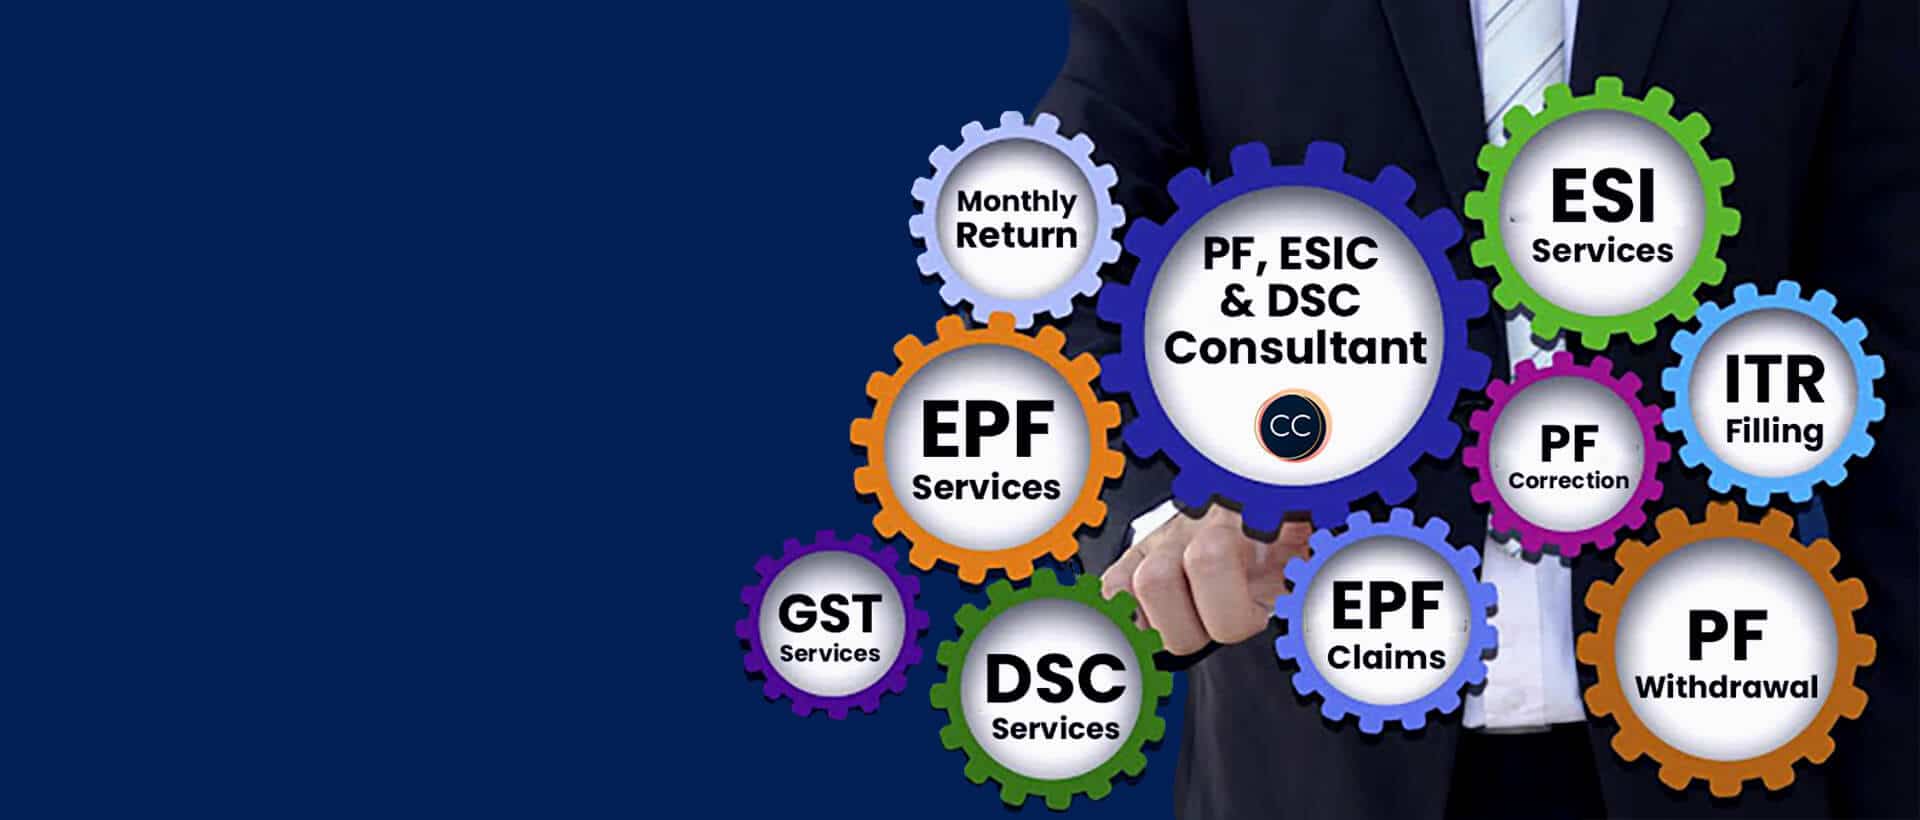 Monthly
Return
PF, ESIC
& DSC
Consultant
CC
ESI
Services
EPF
Services
PF
Correction
ITR
Filling
GST
Services
DSC
Services
EPF
Claims
PF
Withdrawal